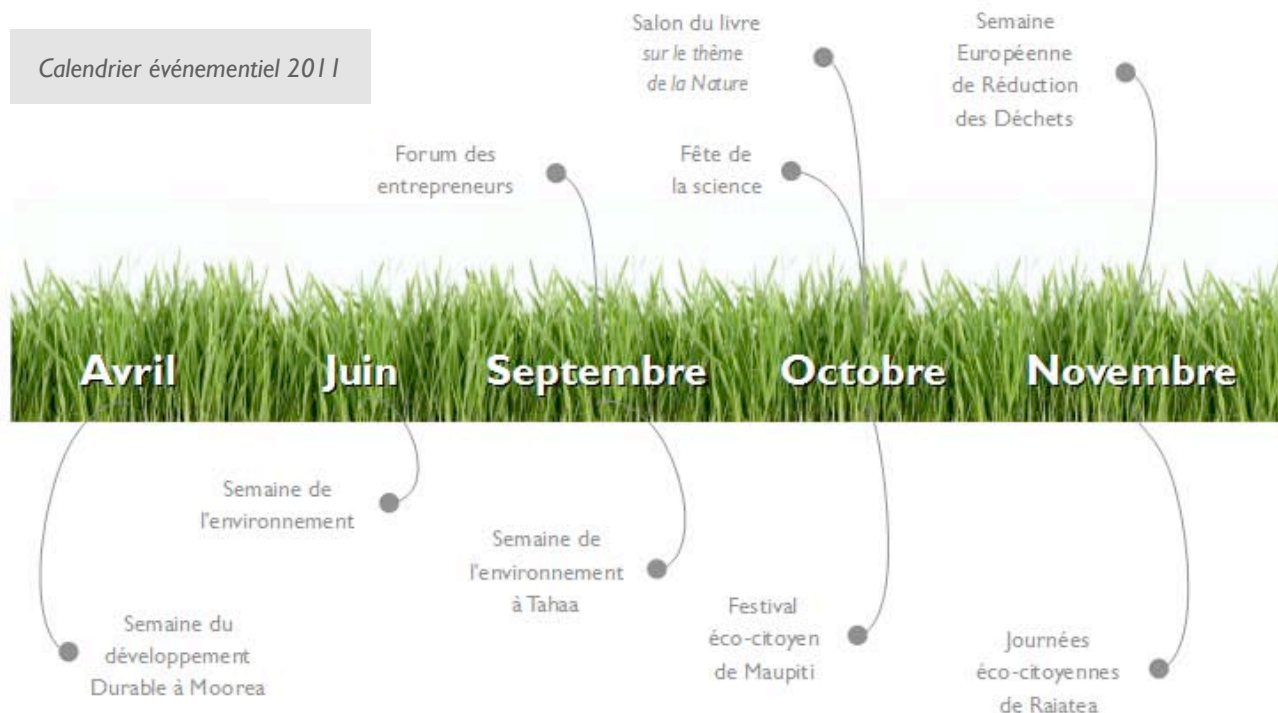 Calendrier événementiel 2011
Salon du livre
sur le thème
de la Nature
Semaine
Européenne
de Réduction
des Déchets
Forum des
entrepreneurs
Fête de
la science
Avril
Juin
Septembre
Octobre
Novembre
Semaine de
l'environnement
Semaine de
l'environnement
à Tahaa
Semaine du
développement
Durable à Moorea
Festival
éco-citoyen
de Maupiti
Journées
éco-citoyennes
de Raiatea